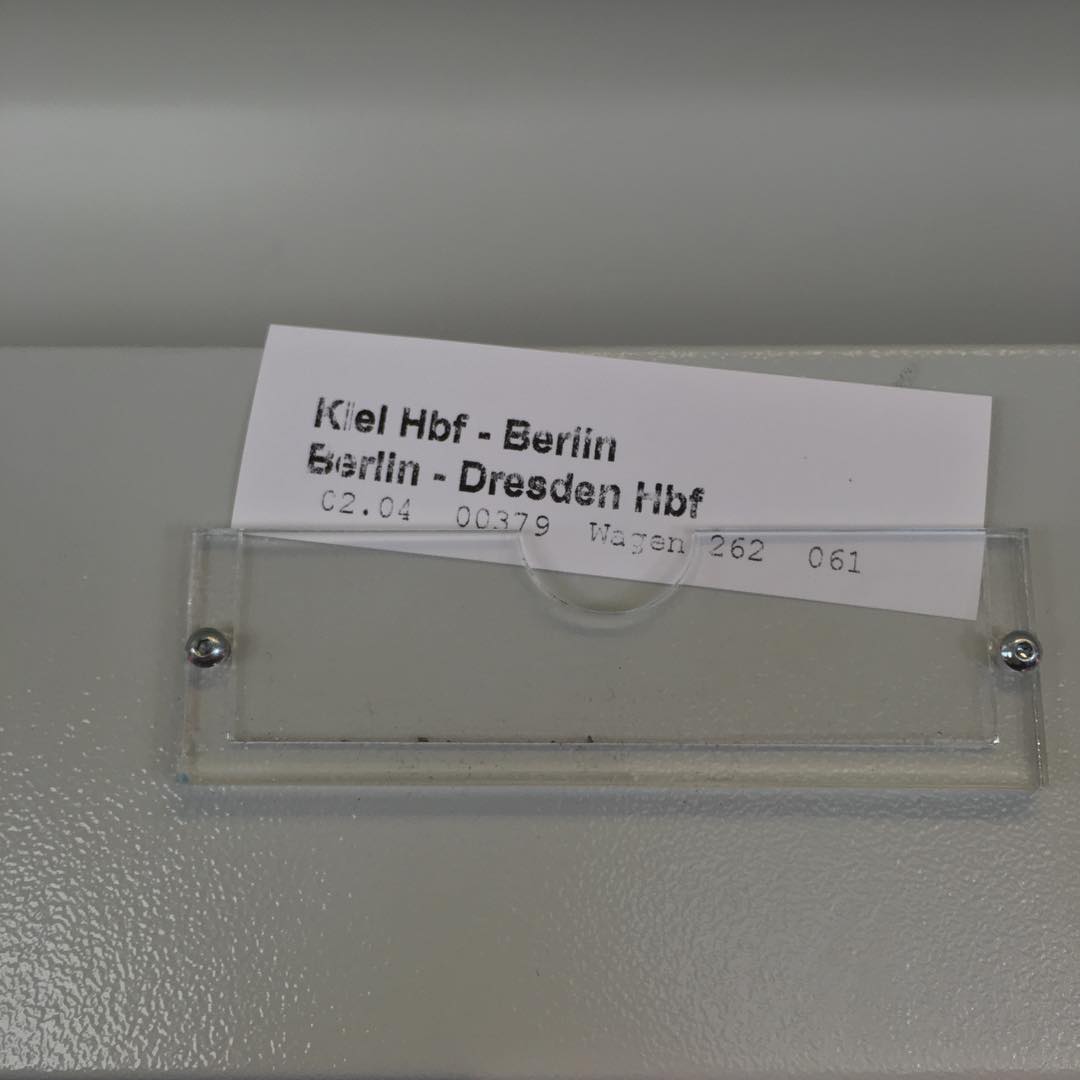 Kiel Hbf - Berlin
Berlin - Dresden Hbf
02.04 00379 Wagen 262 061